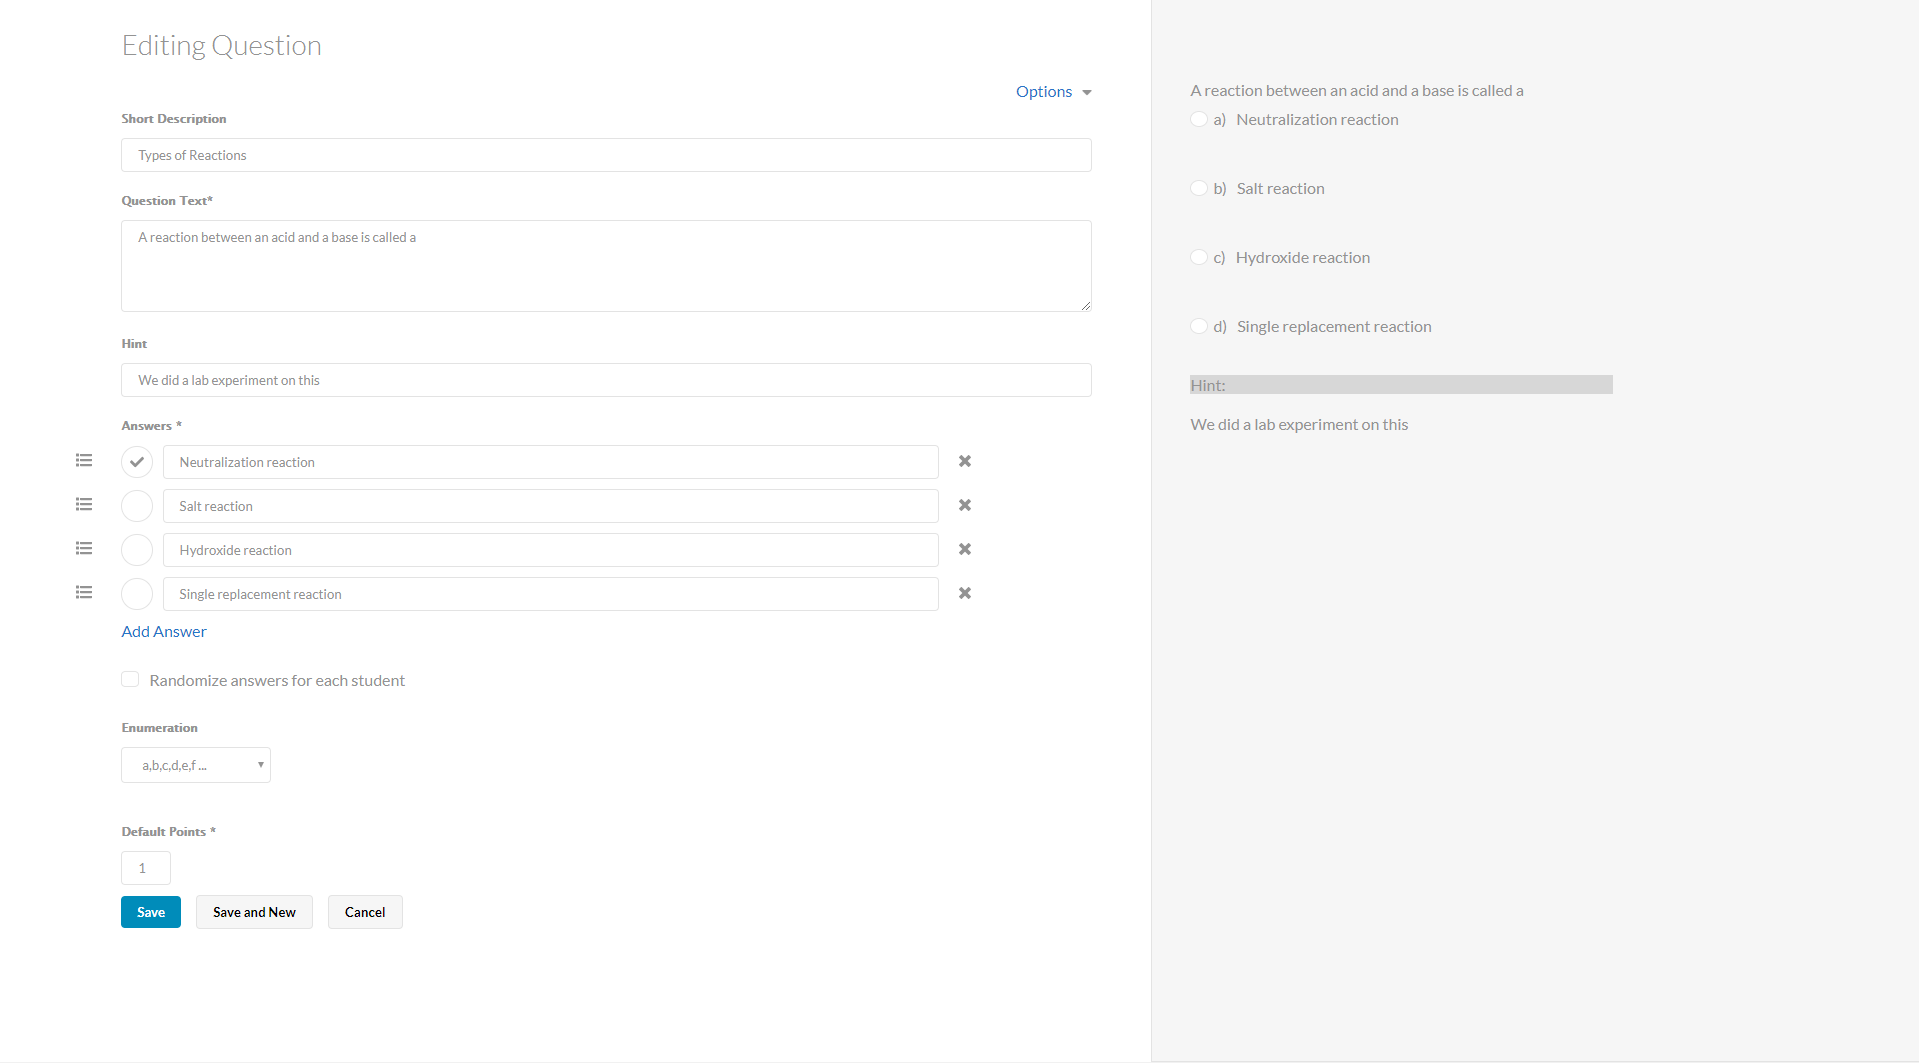 Editing Question
Options
Short Description
Types of Reactions
Question Text*
A reaction between an acid and a base is called a
Hint
We did a lab experiment on this
Answers *
Neutralization reaction
Salt reaction
Hydroxide reaction
Single replacement reaction
Add Answer
Randomize answers for each student
Enumeration
a,b,c,d,e,f ...
Default Points *
1
Save
Save and New
Cancel
A reaction between an acid and a base is called a
a) Neutralization reaction
b) Salt reaction
c) Hydroxide reaction
d) Single replacement reaction
Hint:
We did a lab experiment on this